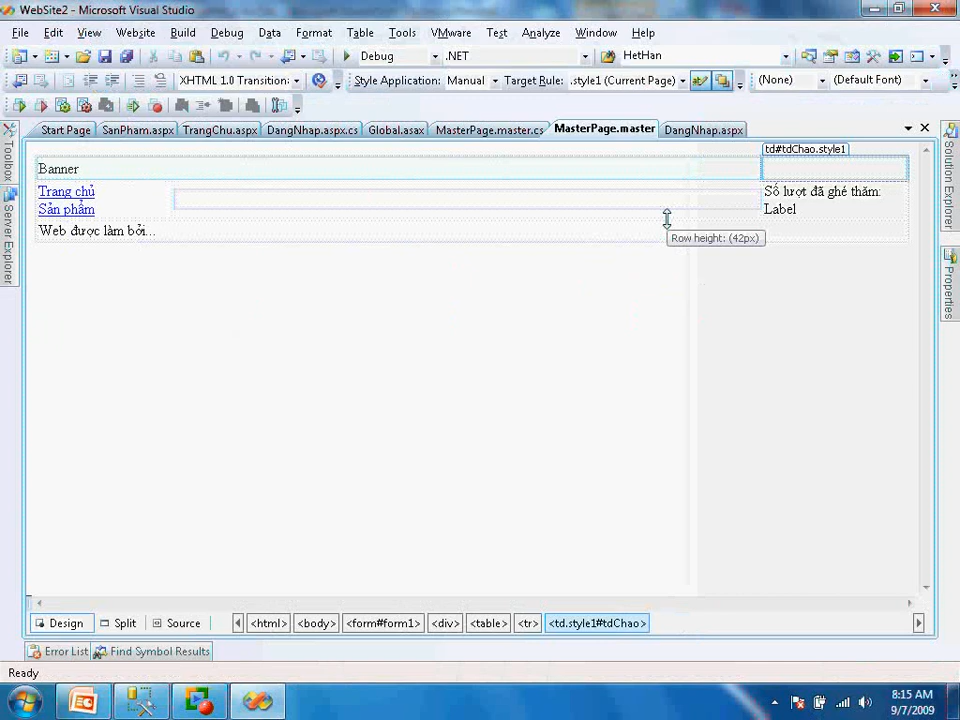 WebSite2 - Microsoft Visual Studio
File Edit View Website Build Debug Data Format Table Tools VMware Test Analyze Window Help
Debug .NET HetHan
XHTML 1.0 Transition: Style Application: Manual Target Rule: .style1 (Current Page) (None) (Default Font)
Start Page SanPham.aspx TrangChu.aspx DangNhap.aspx.cs Global.asax MasterPage.master.cs MasterPage.master DangNhap.aspx
td#tdChao.style1
Banner
Trang chủ
Sản phẩm
Số lượt đã ghé thăm:
Label
Web được làm bởi...
Row height: (42px)
Toolbox
Server Explorer
Solution Explorer
Properties
Design Split Source <html> <body> <form#form1> <div> <table> <tr> <td.style1#tdChao>
Error List Find Symbol Results
Ready
8:15 AM
9/7/2009